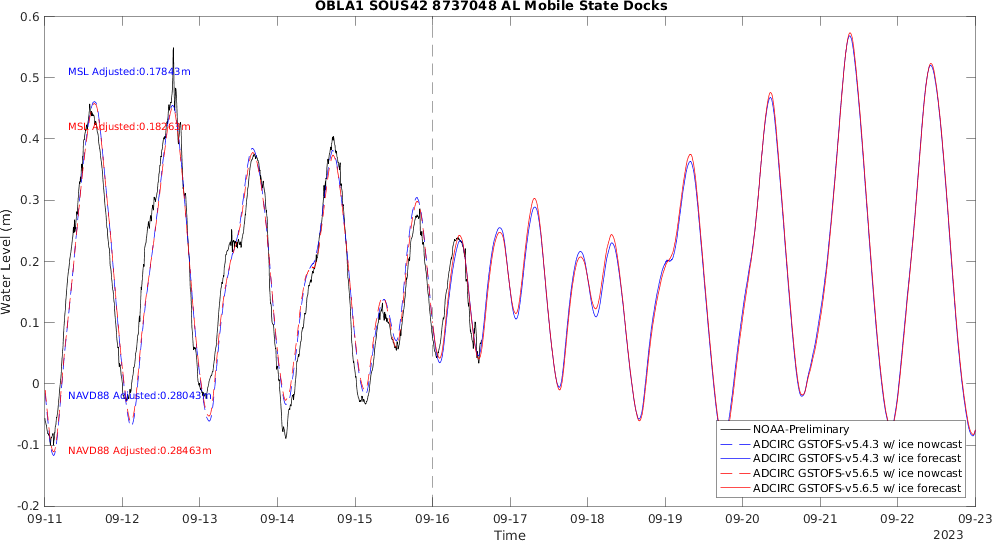 OBLA1 SOUS42 8737048 AL Mobile State Docks
0.6
0.5
0.4
0.3
0.2
0.1
0
-0.1
-0.2
Water Level (m)
MSL Adjusted:0.17843m
MSL Adjusted:0.18263m
NAVD88 Adjusted:0.28043m
NAVD88 Adjusted:0.28463m
NOAA-Preliminary
ADCIRC GSTOFS-v5.4.3 w/ ice nowcast
ADCIRC GSTOFS-v5.4.3 w/ ice forecast
ADCIRC GSTOFS-v5.6.5 w/ ice nowcast
ADCIRC GSTOFS-v5.6.5 w/ ice forecast
09-11 09-12 09-13 09-14 09-15 09-16 09-17 09-18 09-19 09-20 09-21 09-22 09-23
Time
2023